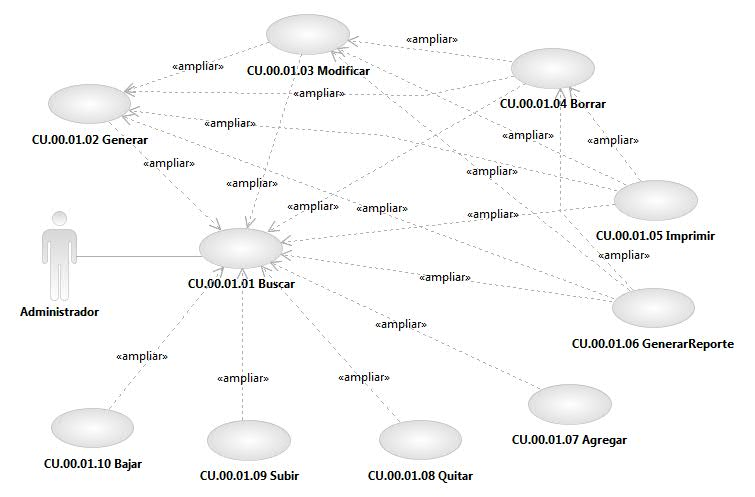 «ampliar»
«ampliar»
CU.00.01.03 Modificar
«ampliar»
CU.00.01.04 Borrar
«ampliar»
CU.00.01.02 Generar
«ampliar»
«ampliar»
«ampliar»
«ampliar»
«ampliar»
«ampliar»
«ampliar»
«ampliar»
CU.00.01.05 Imprimir
«ampliar»
«ampliar»
CU.00.01.01 Buscar
Administrador
«ampliar»
CU.00.01.06 GenerarReporte
«ampliar»
«ampliar»
«ampliar»
CU.00.01.07 Agregar
CU.00.01.10 Bajar
CU.00.01.09 Subir
CU.00.01.08 Quitar